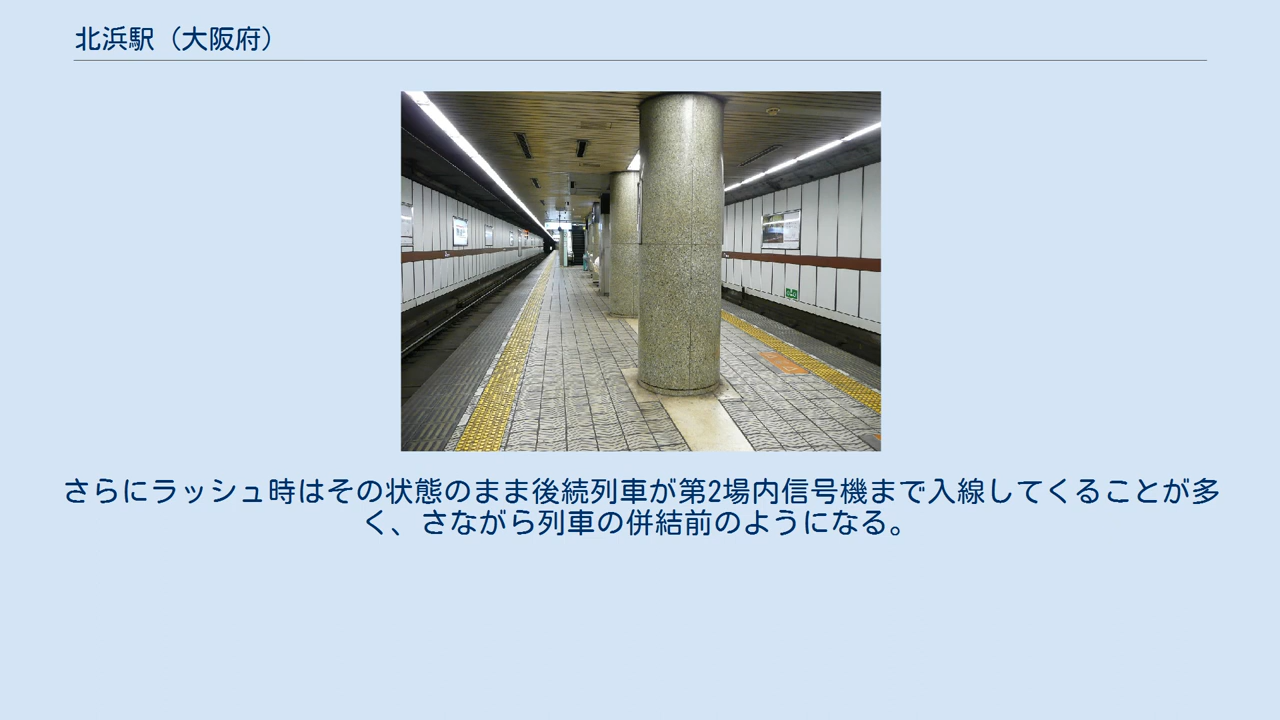 北浜駅（大阪府）
さらにラッシュ時はその状態のまま後続列車が第2場内信号機まで入線してくることが多
く、さながら列車の併結前のようになる。